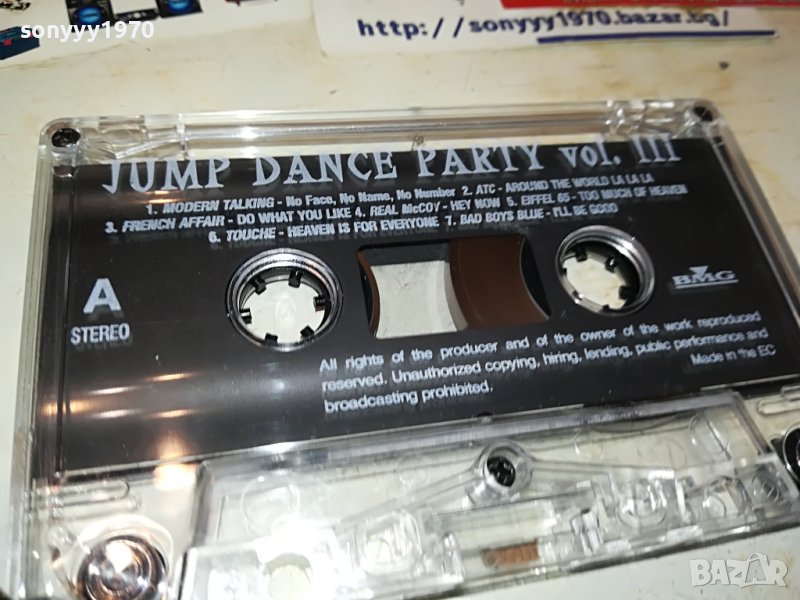 sonyyy1970
http://sonyyy1970.bazar.bg/
JUMP DANCE PARTY vol. III
1. MODERN TALKING - No Face, No Name, No Number 2. ATC - AROUND THE WORLD LA LA LA
3. FRENCH AFFAIR - DO WHAT YOU LIKE 4. REAL McCOY - HEY NOW 5. EIFFEL 65 - TOO MUCH OF HEAVEN
6. TOUCHE - HEAVEN IS FOR EVERYONE 7. BAD BOYS BLUE - I'LL BE GOOD
A
STEREO
BMG
All rights of the producer and of the owner of the work reproduced
reserved. Unauthorized copying, hiring, lending, public performance and
broadcasting prohibited.
Made in the EC
BAZAR